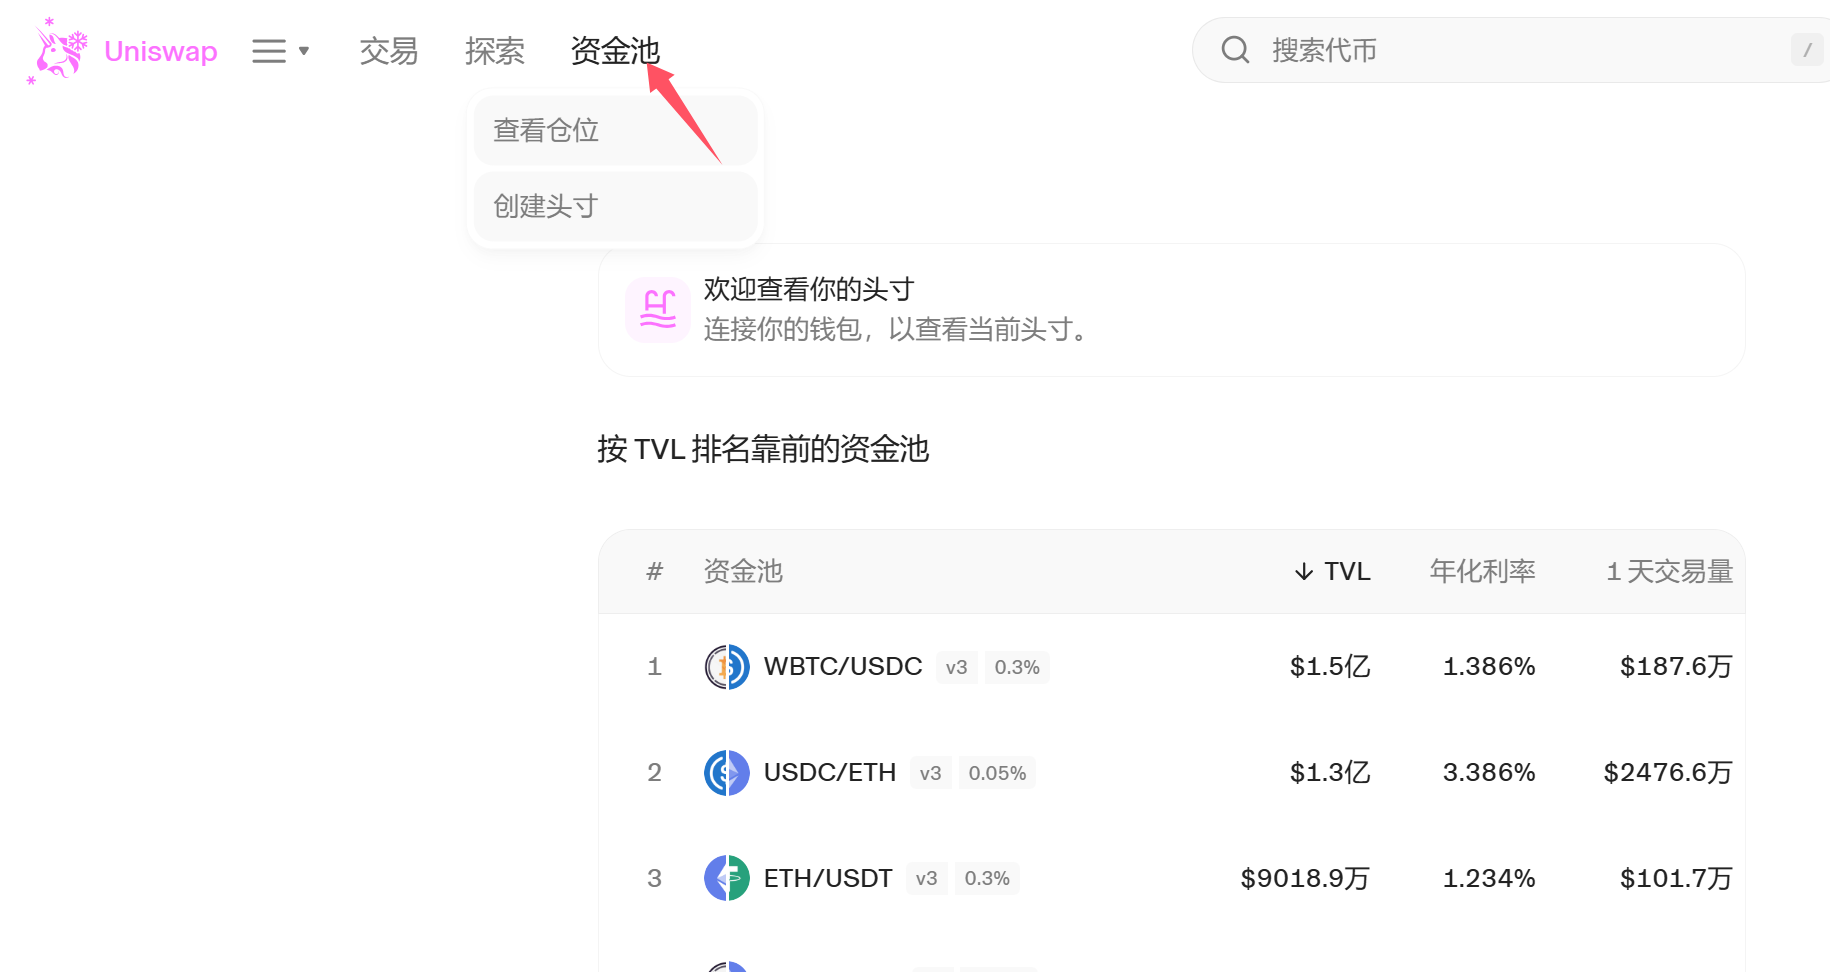 Uniswap
交易
探索
资金池
搜索代币
/
查看仓位
创建头寸
欢迎查看你的头寸
连接你的钱包，以查看当前头寸。
按 TVL 排名靠前的资金池
# 资金池 ↓ TVL 年化利率 1 天交易量
1 WBTC/USDC v3 0.3% $1.5亿 1.386% $187.6万
2 USDC/ETH v3 0.05% $1.3亿 3.386% $2476.6万
3 ETH/USDT v3 0.3% $9018.9万 1.234% $101.7万